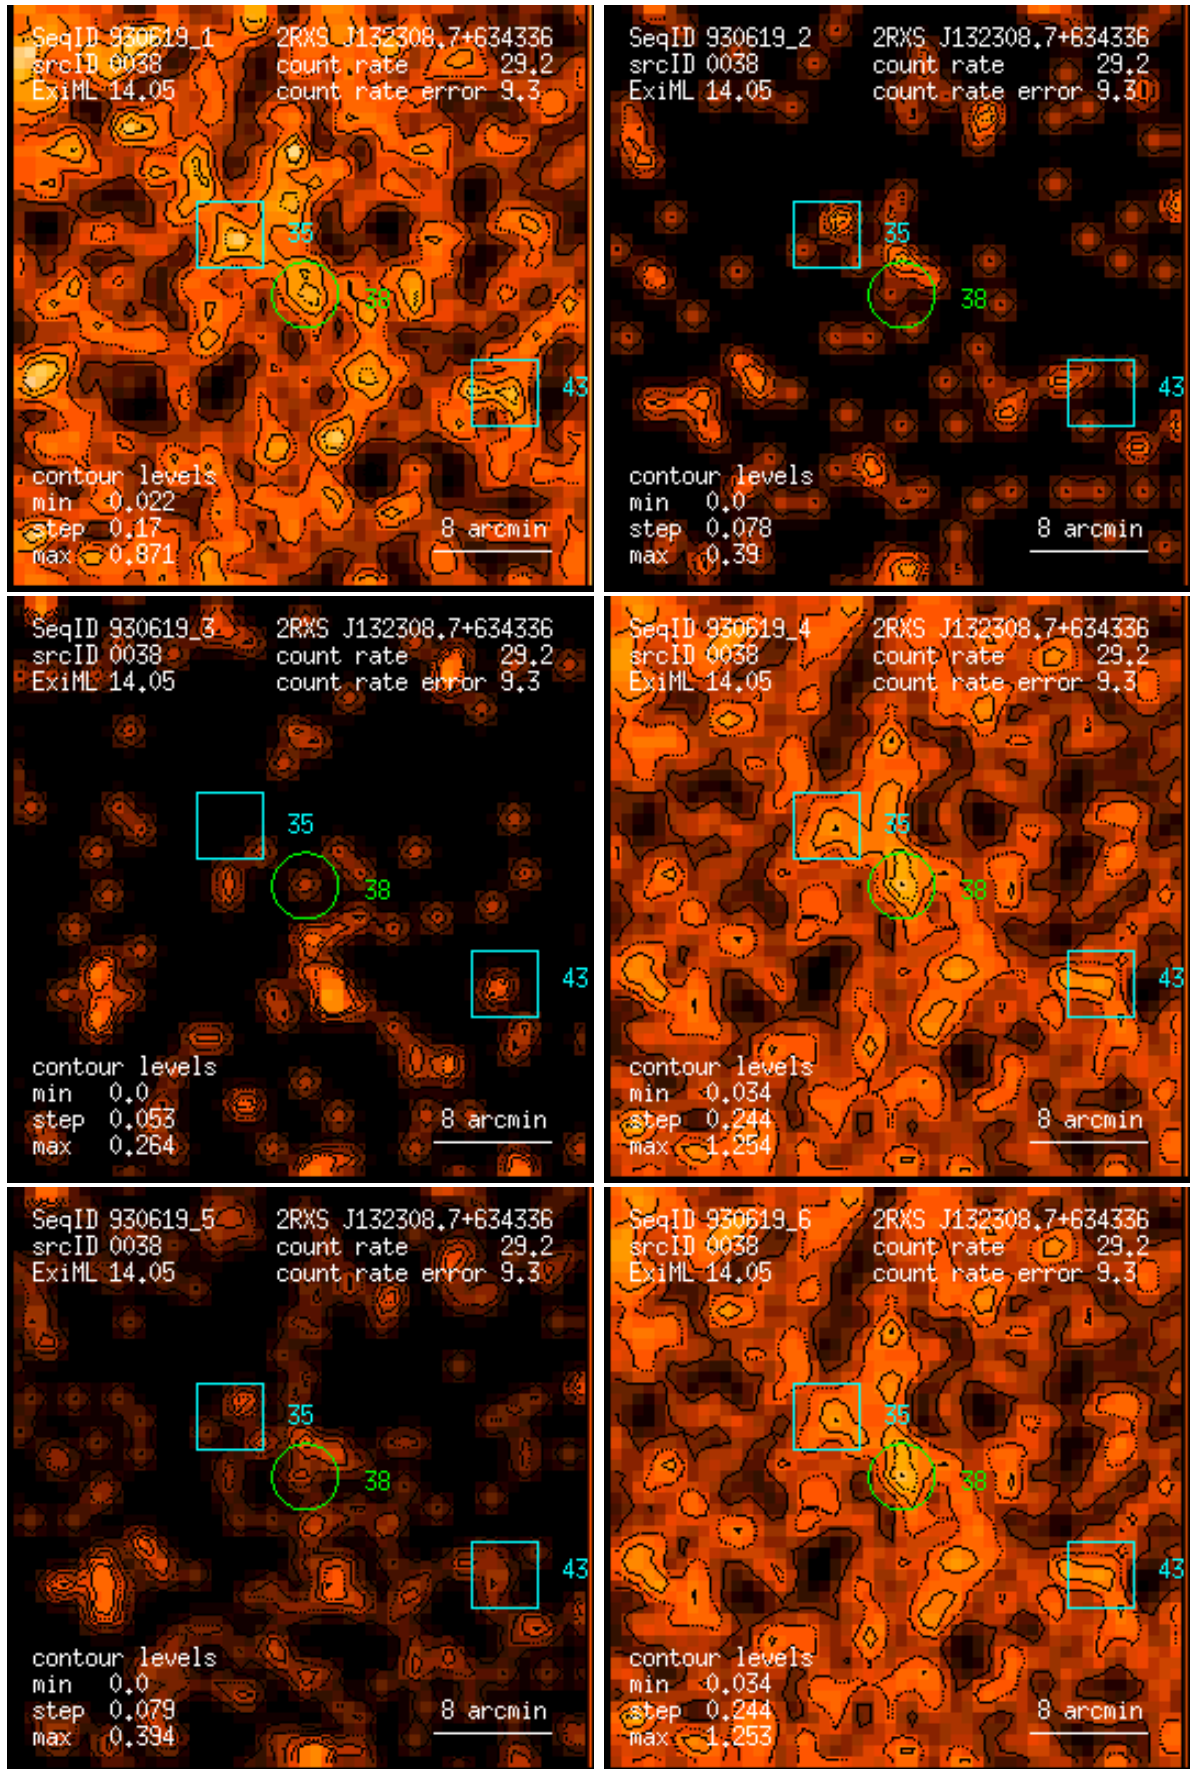 SeqID 930619_1 2RXS J132308.7+634336
srcID 0038 count rate 29.2
ExiML 14.05 count rate error 9.3
35
38
43
contour levels
min 0.022
step 0.17 8 arcmin
max 0.871
SeqID 930619_2 2RXS J132308.7+634336
srcID 0038 count rate 29.2
ExiML 14.05 count rate error 9.3
35
38
43
contour levels
min 0.0
step 0.078 8 arcmin
max 0.39
SeqID 930619_3 2RXS J132308.7+634336
srcID 0038 count rate 29.2
ExiML 14.05 count rate error 9.3
35
38
43
contour levels
min 0.0
step 0.053 8 arcmin
max 0.264
SeqID 930619_4 2RXS J132308.7+634336
srcID 0038 count rate 29.2
ExiML 14.05 count rate error 9.3
35
38
43
contour levels
min 0.034
step 0.244 8 arcmin
max 1.254
SeqID 930619_5 2RXS J132308.7+634336
srcID 0038 count rate 29.2
ExiML 14.05 count rate error 9.3
35
38
43
contour levels
min 0.0
step 0.079 8 arcmin
max 0.394
SeqID 930619_6 2RXS J132308.7+634336
srcID 0038 count rate 29.2
ExiML 14.05 count rate error 9.3
35
38
43
contour levels
min 0.034
step 0.244 8 arcmin
max 1.253